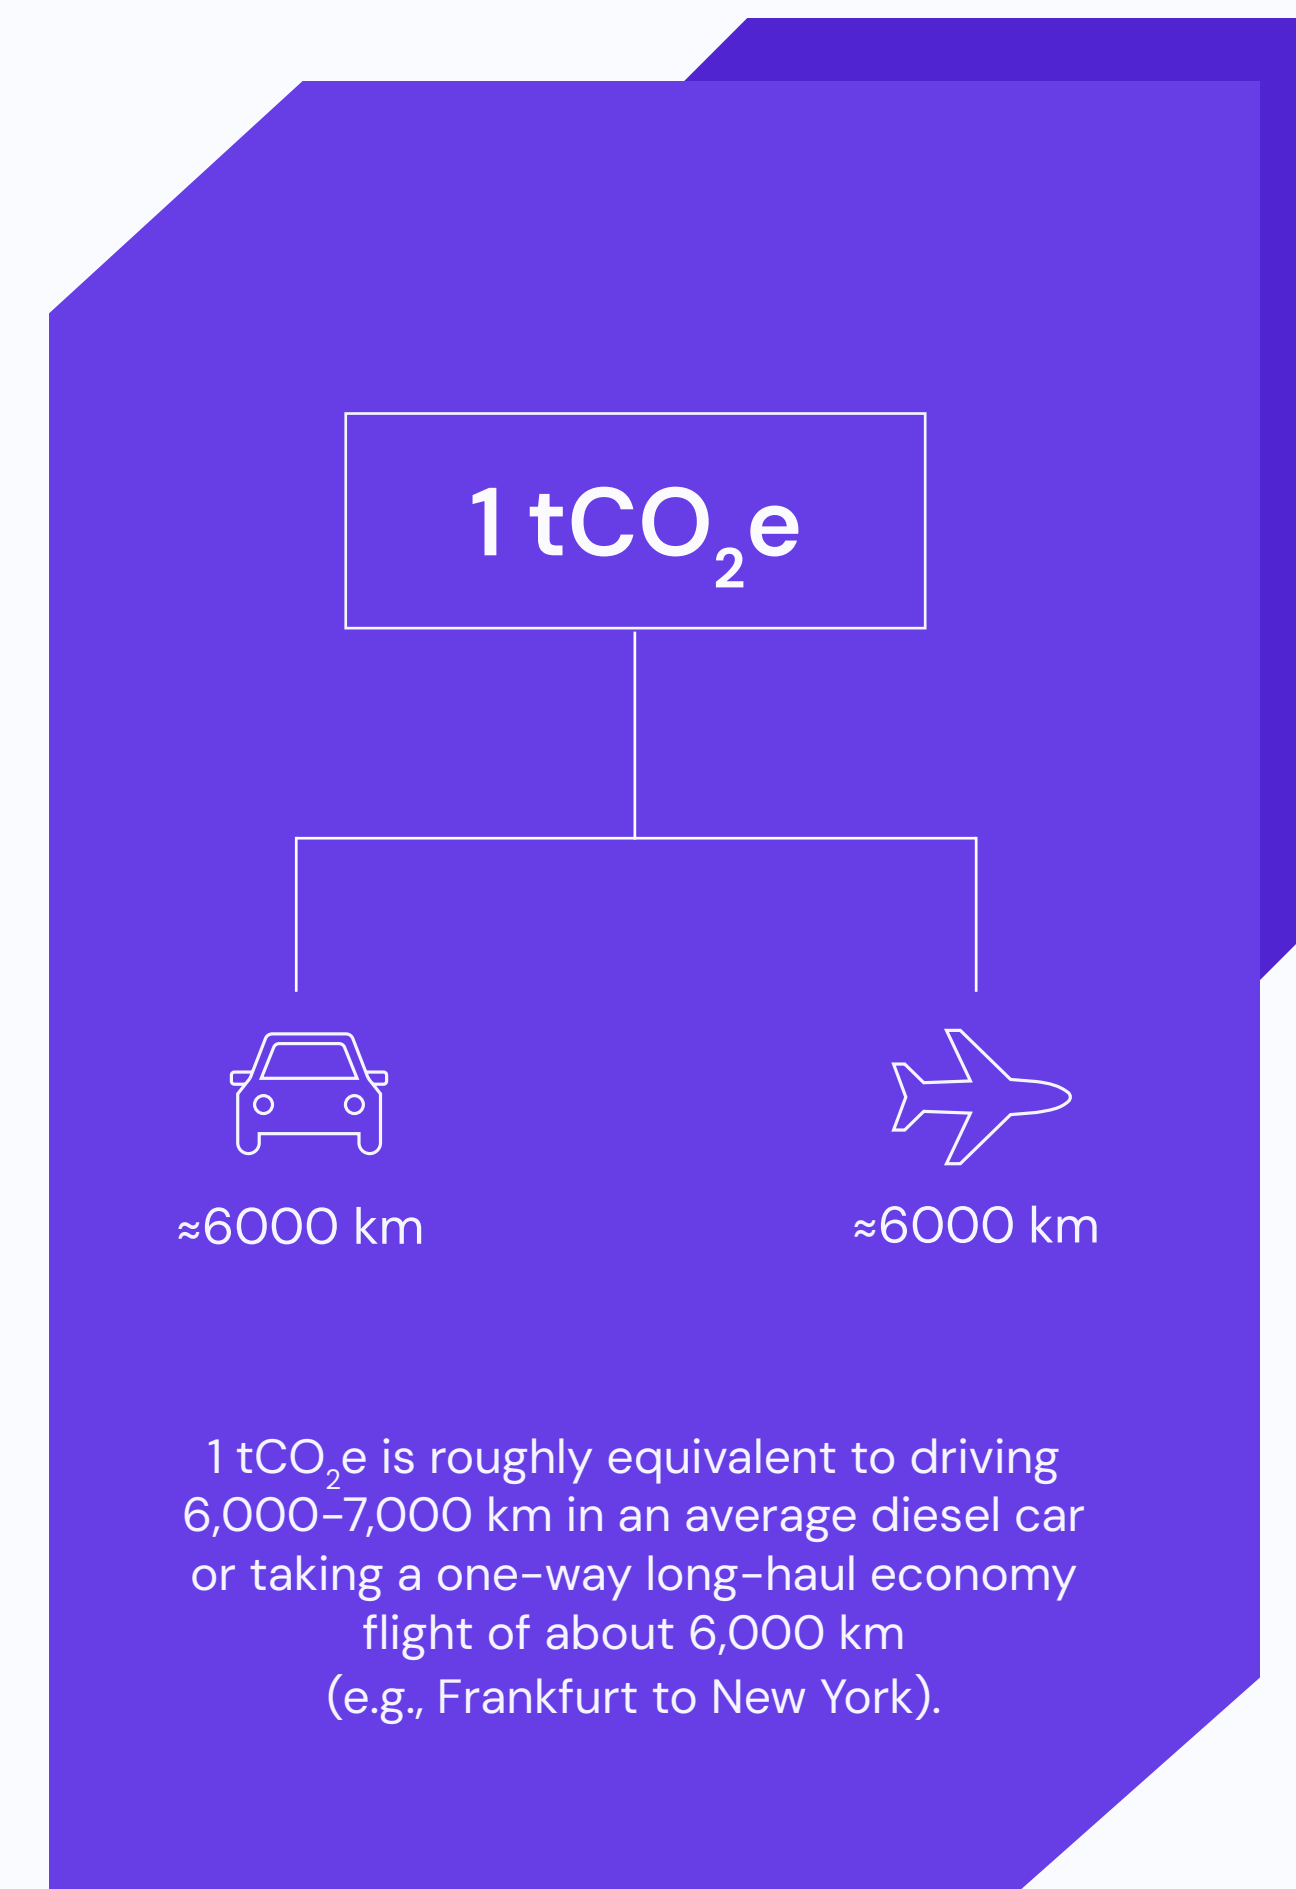 1 tCO₂e
≈6000 km
≈6000 km
1 tCO₂e is roughly equivalent to driving
6,000-7,000 km in an average diesel car
or taking a one-way long-haul economy
flight of about 6,000 km
(e.g., Frankfurt to New York).